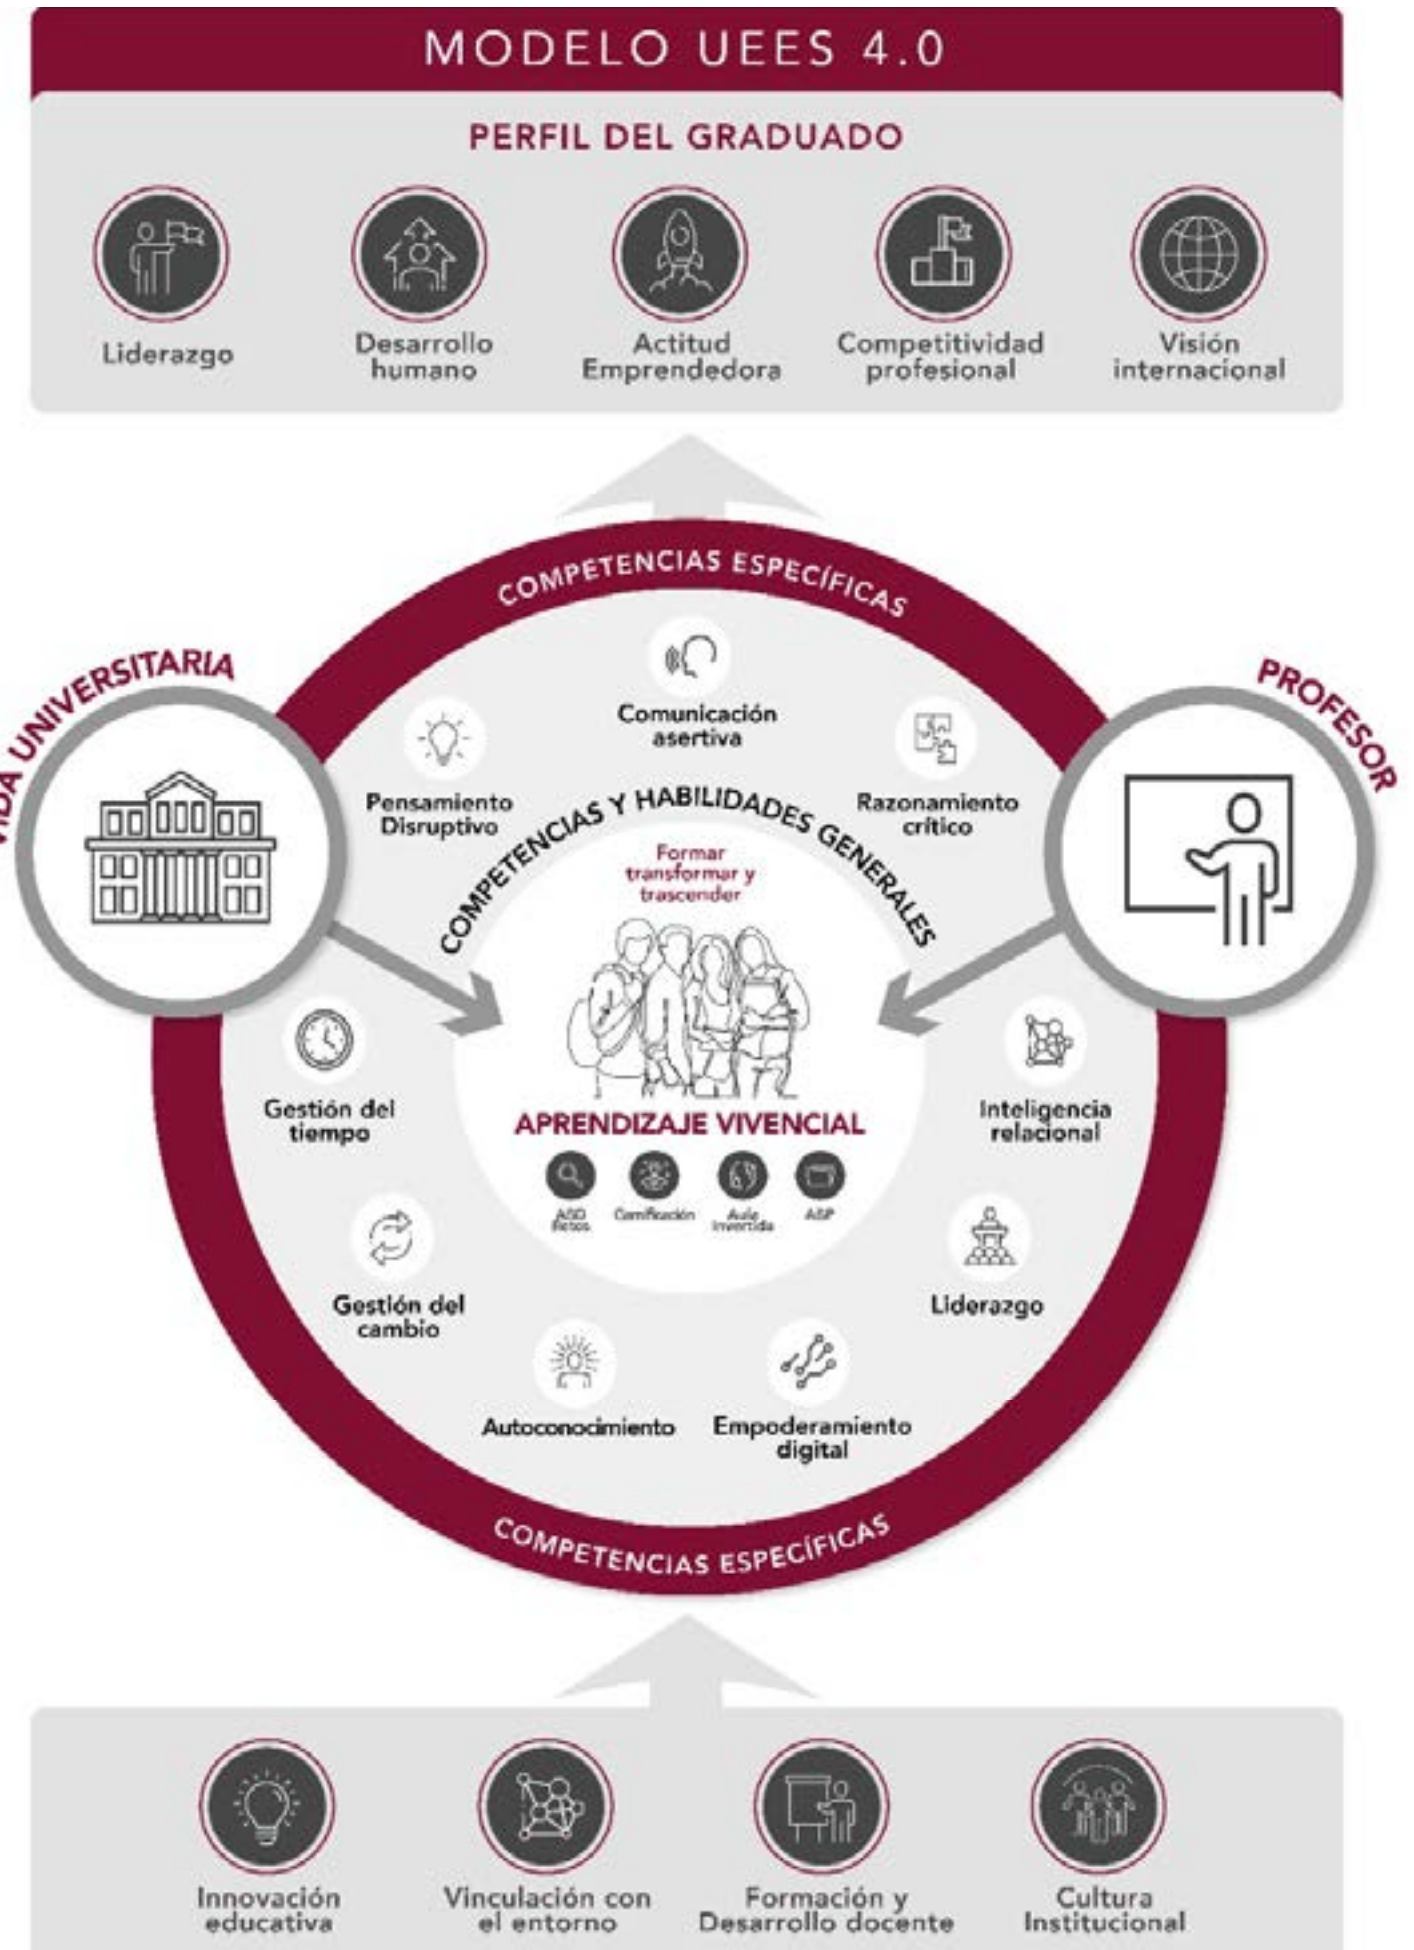 MODELO UEES 4.0
PERFIL DEL GRADUADO
Liderazgo
Desarrollo
humano
Actitud
Emprendedora
Competitividad
profesional
Visión
internacional
COMPETENCIAS ESPECÍFICAS
VIDA UNIVERSITARIA
PROFESOR
Comunicación
asertiva
Pensamiento
Disruptivo
Razonamiento
crítico
COMPETENCIAS Y HABILIDADES GENERALES
Formar
transformar y
trascender
Gestión del
tiempo
Inteligencia
relacional
APRENDIZAJE VIVENCIAL
Retos
Gamificación
Aula
Invertida
Gestión del
cambio
Liderazgo
Autoconocimiento
Empoderamiento
digital
COMPETENCIAS ESPECÍFICAS
Innovación
educativa
Vinculación con
el entorno
Formación y
Desarrollo docente
Cultura
Institucional